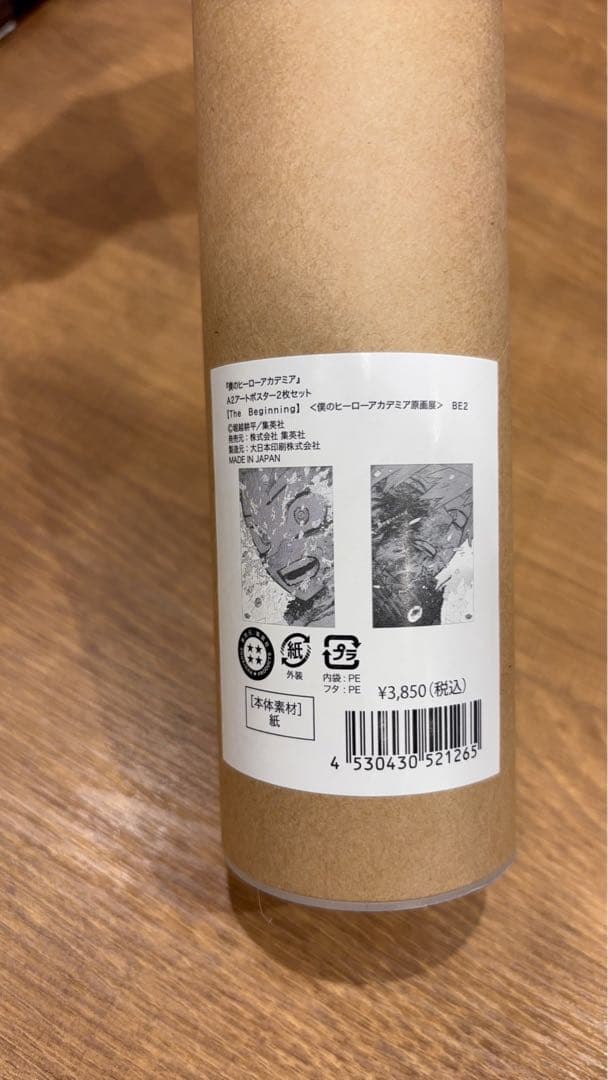 『僕のヒーローアカデミア』
A2アートポスター2枚セット
【The Beginning】 <僕のヒーローアカデミア原画展> BE2
©堀越耕平/集英社
発売元:株式会社 集英社
製造元:大日本印刷株式会社
MADE IN JAPAN
紙
外装
プラ
内袋:PE
フタ:PE
¥3,850(税込)
[本体素材]
紙
4 530430 521265